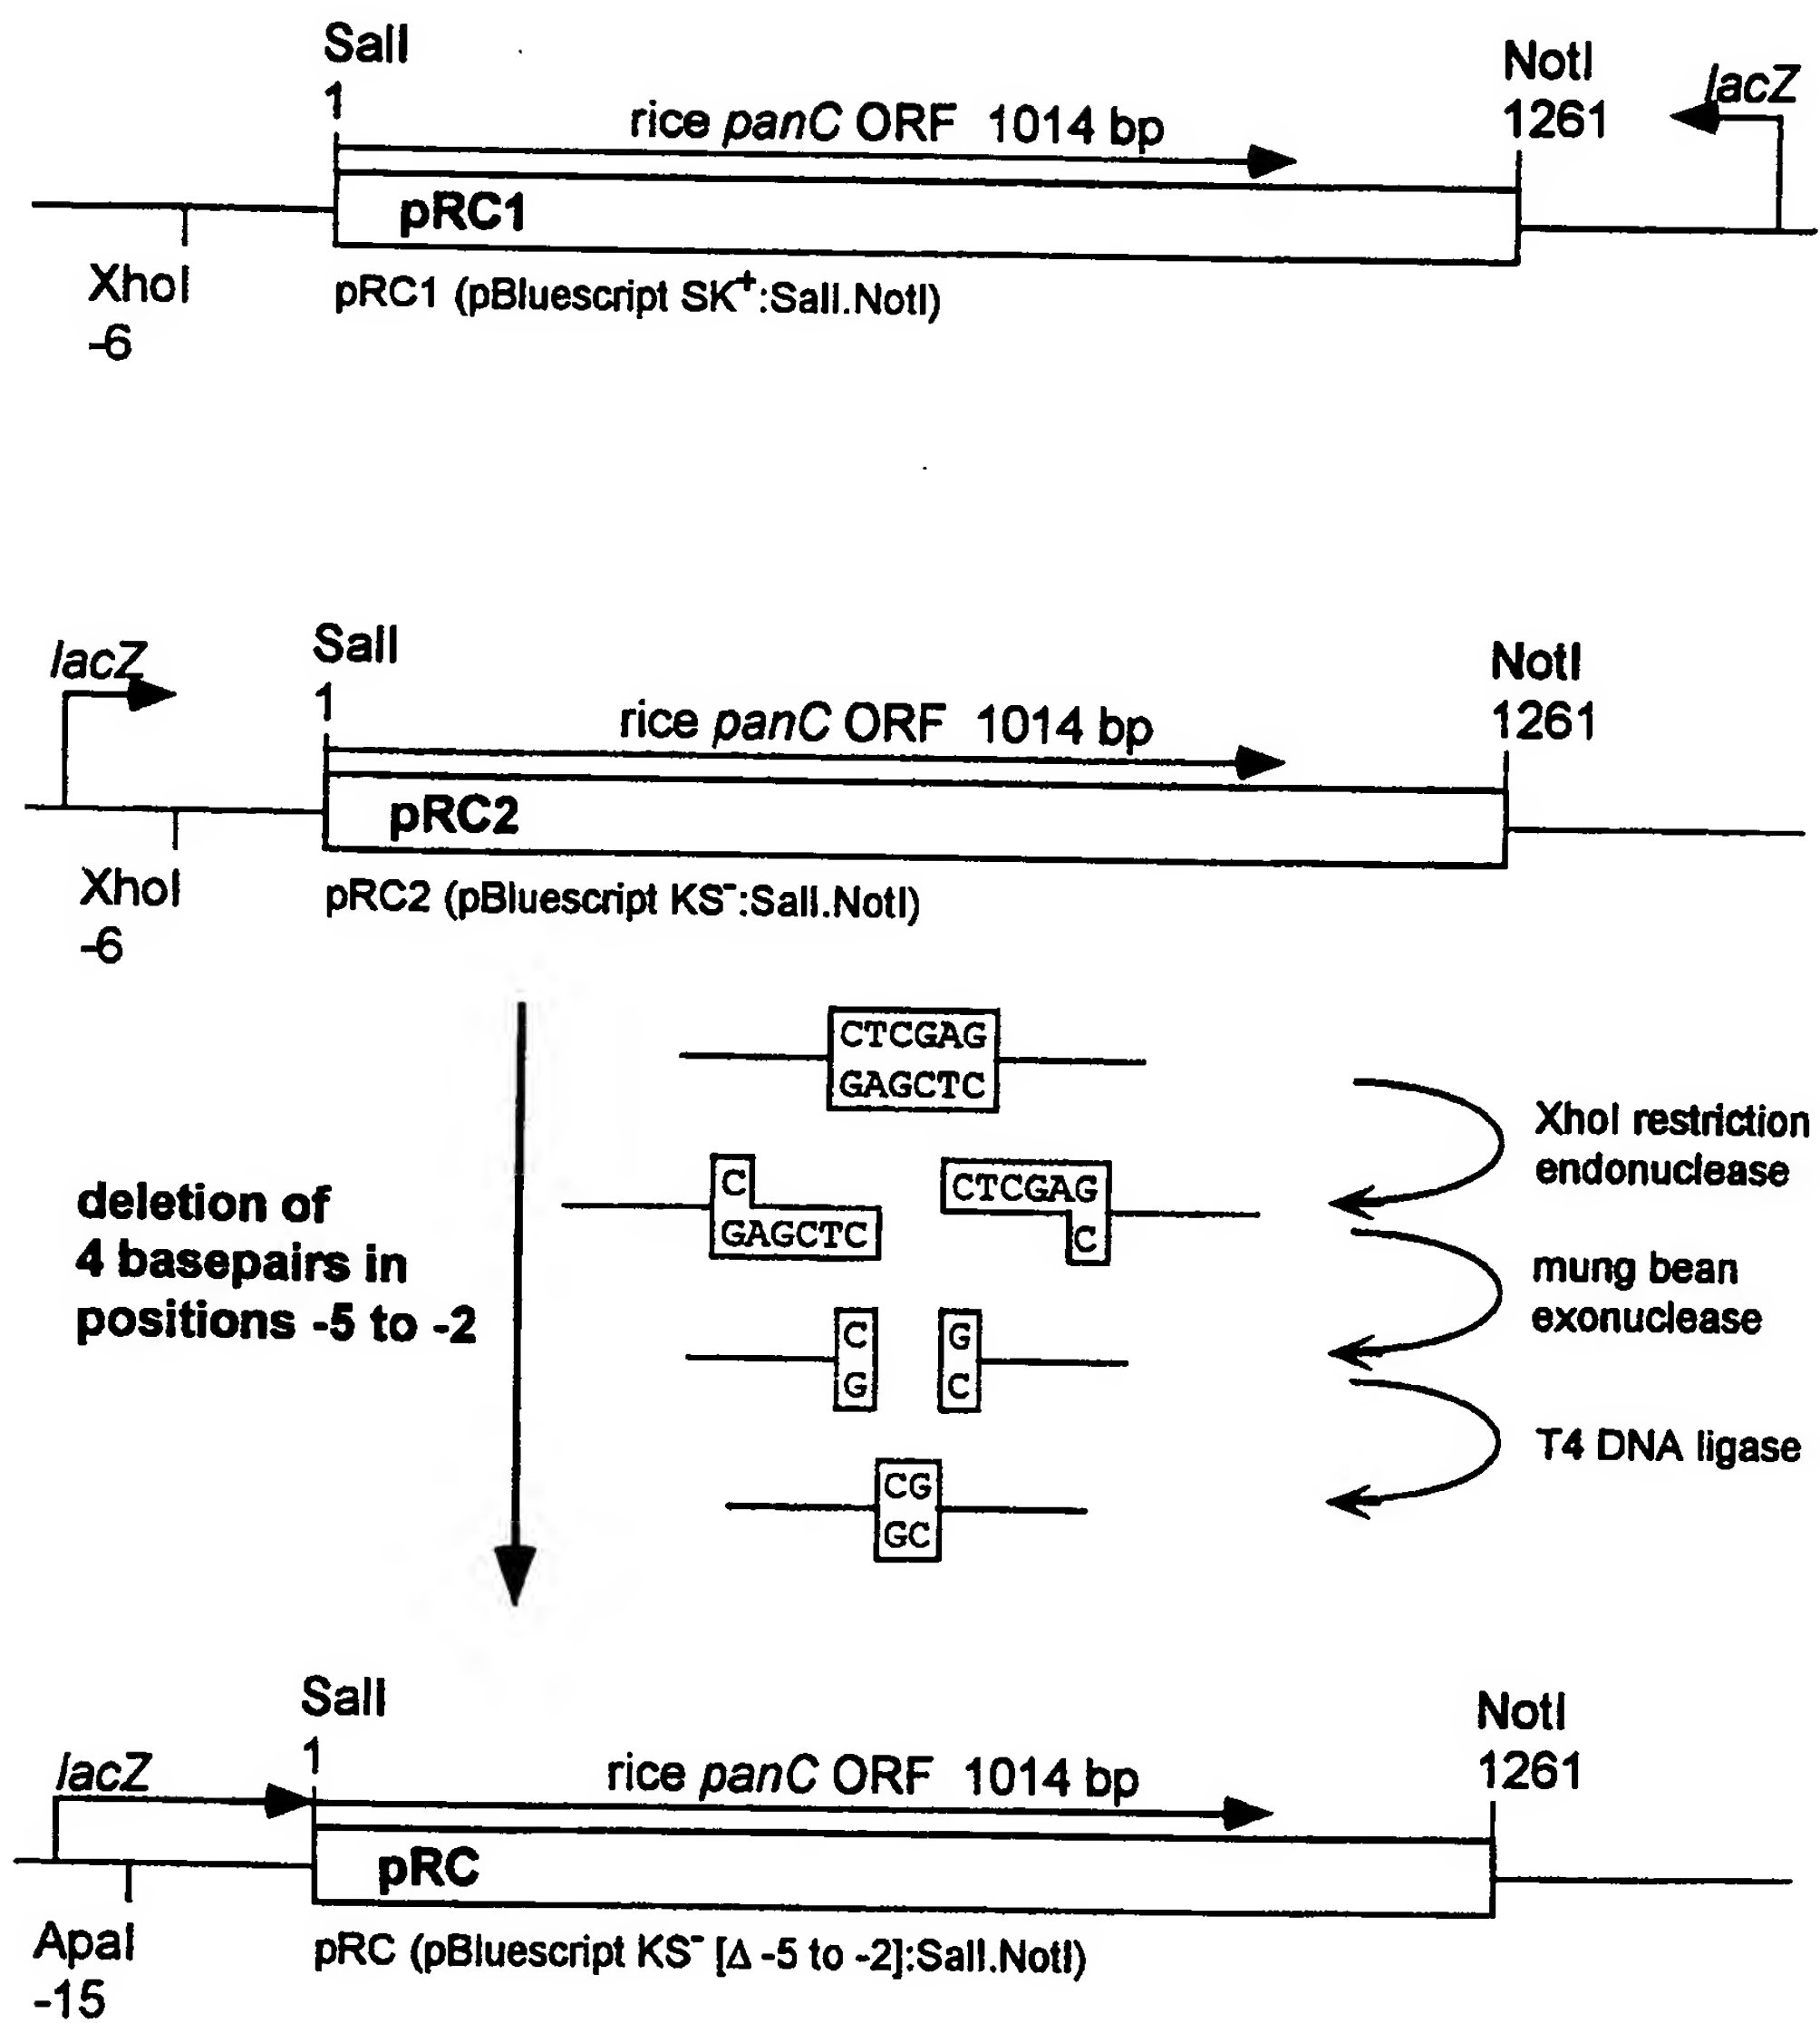 SalI
1
rice panC ORF 1014 bp
NotI
1261
lacZ
pRC1
XhoI
-6
pRC1 (pBluescript SK⁺:SalI.NotI)
lacZ
SalI
1
rice panC ORF 1014 bp
NotI
1261
pRC2
XhoI
-6
pRC2 (pBluescript KS⁻:SalI.NotI)
deletion of
4 basepairs in
positions -5 to -2
CTCGAG
GAGCTC
XhoI restriction
endonuclease
C
GAGCTC
CTCGAG
C
mung bean
exonuclease
C
G
G
C
T4 DNA ligase
CG
GC
lacZ
SalI
1
rice panC ORF 1014 bp
NotI
1261
pRC
ApaI
-15
pRC (pBluescript KS⁻ [Δ -5 to -2]:SalI.NotI)